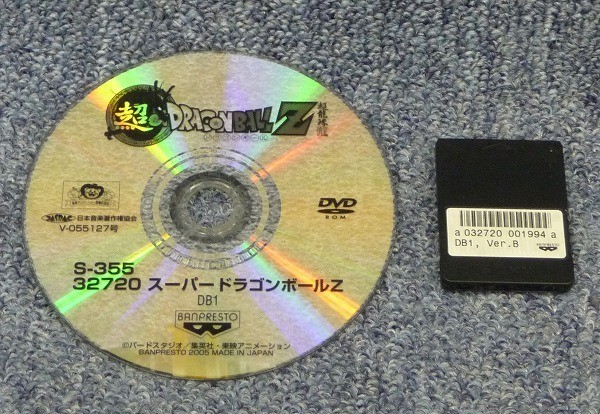 超 DRAGONBALL Z
JASRAC 日本音楽著作権協会
V-055127号
DVD
ROM
S-355
32720 スーパードラゴンボールZ
DB1
BANPRESTO
©バードスタジオ／集英社・東映アニメーション
BANPRESTO 2005 MADE IN JAPAN
a 032720 001994 a
DB1, Ver.B
BANPRESTO